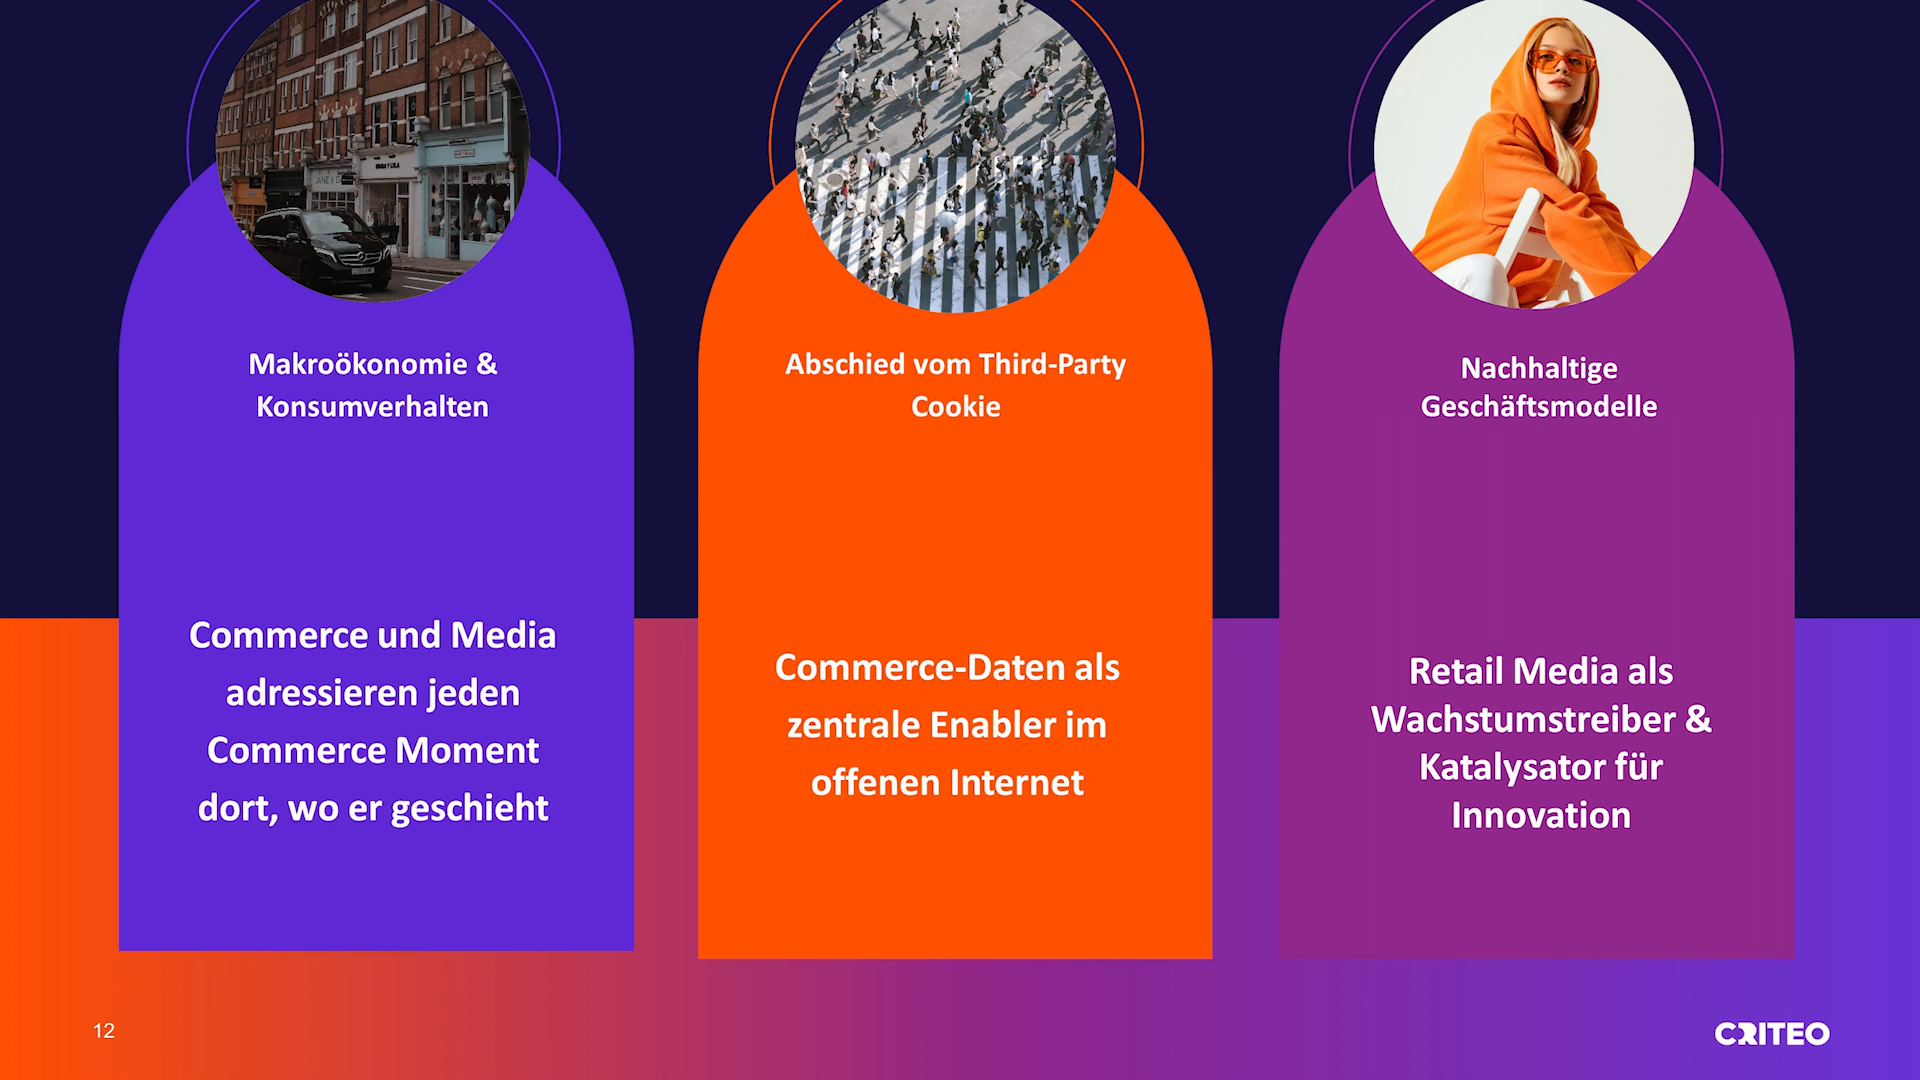 Makroökonomie &
Konsumverhalten
Commerce und Media
adressieren jeden
Commerce Moment
dort, wo er geschieht
Abschied vom Third-Party
Cookie
Commerce-Daten als
zentrale Enabler im
offenen Internet
Nachhaltige
Geschäftsmodelle
Retail Media als
Wachstumstreiber &
Katalysator für
Innovation
12
CRITEO